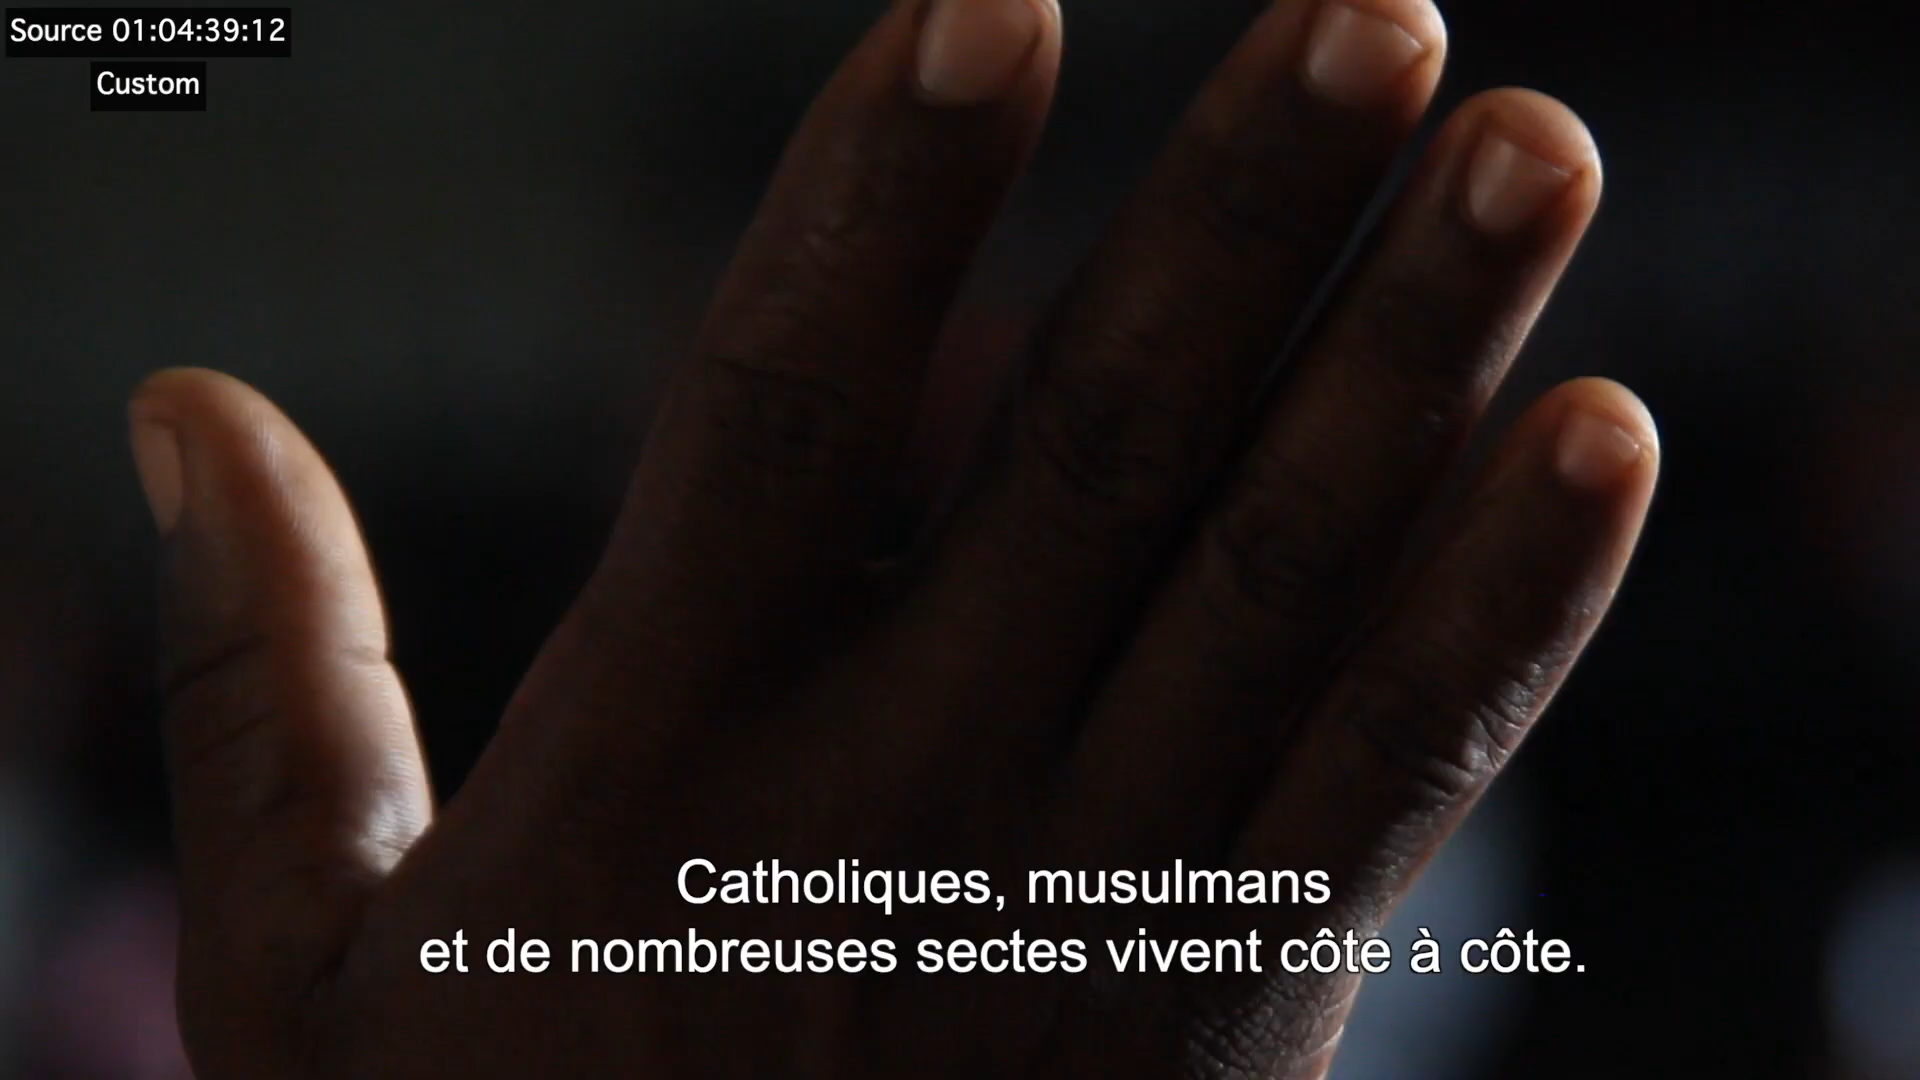 Source 01:04:39:12
Custom
Catholiques, musulmans
et de nombreuses sectes vivent côte à côte.